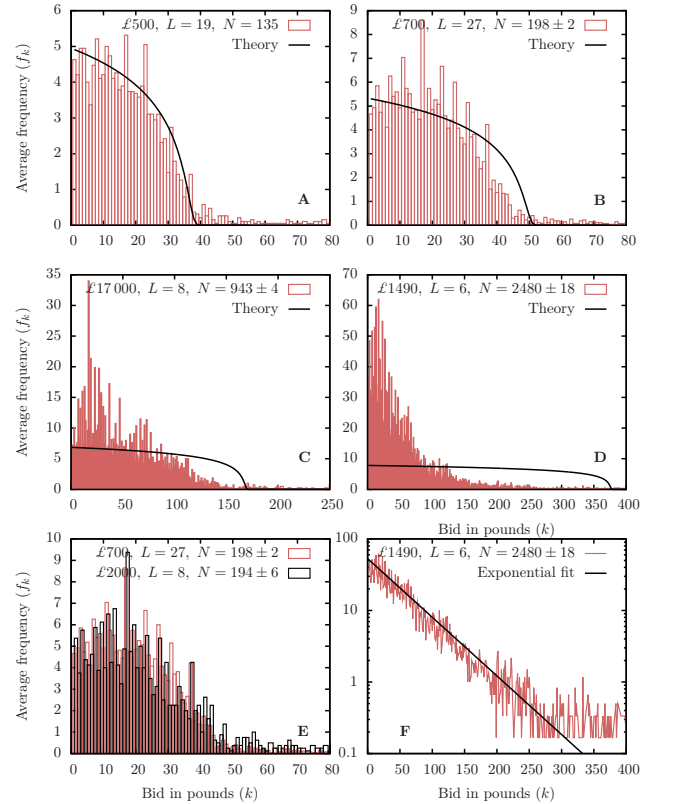 £500, L = 19, N = 135
Theory
Average frequency (f_k)
0 1 2 3 4 5 6
0 10 20 30 40 50 60 70 80
A
£700, L = 27, N = 198 ± 2
Theory
0 1 2 3 4 5 6 7 8 9
0 10 20 30 40 50 60 70 80
B
£17 000, L = 8, N = 943 ± 4
Theory
Average frequency (f_k)
0 5 10 15 20 25 30 35
0 50 100 150 200 250
C
£1490, L = 6, N = 2480 ± 18
Theory
0 10 20 30 40 50 60 70
0 50 100 150 200 250 300 350 400
D
Bid in pounds (k)
Bid in pounds (k)
£700, L = 27, N = 198 ± 2
£2000, L = 8, N = 194 ± 6
Average frequency (f_k)
0 1 2 3 4 5 6 7 8 9 10
0 10 20 30 40 50 60 70 80
E
Bid in pounds (k)
£1490, L = 6, N = 2480 ± 18
Exponential fit
0.1 1 10 100
0 50 100 150 200 250 300 350 400
F
Bid in pounds (k)